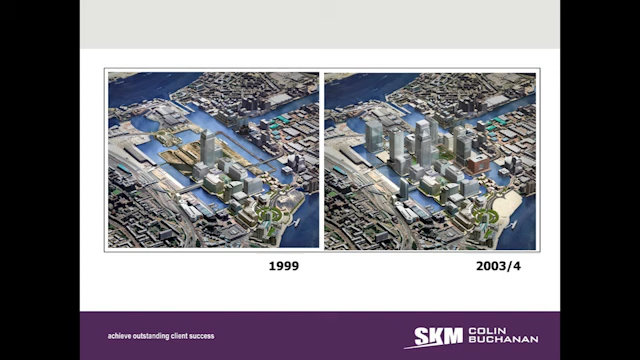 1999
2003/4
achieve outstanding client success
SKM
COLIN
BUCHANAN